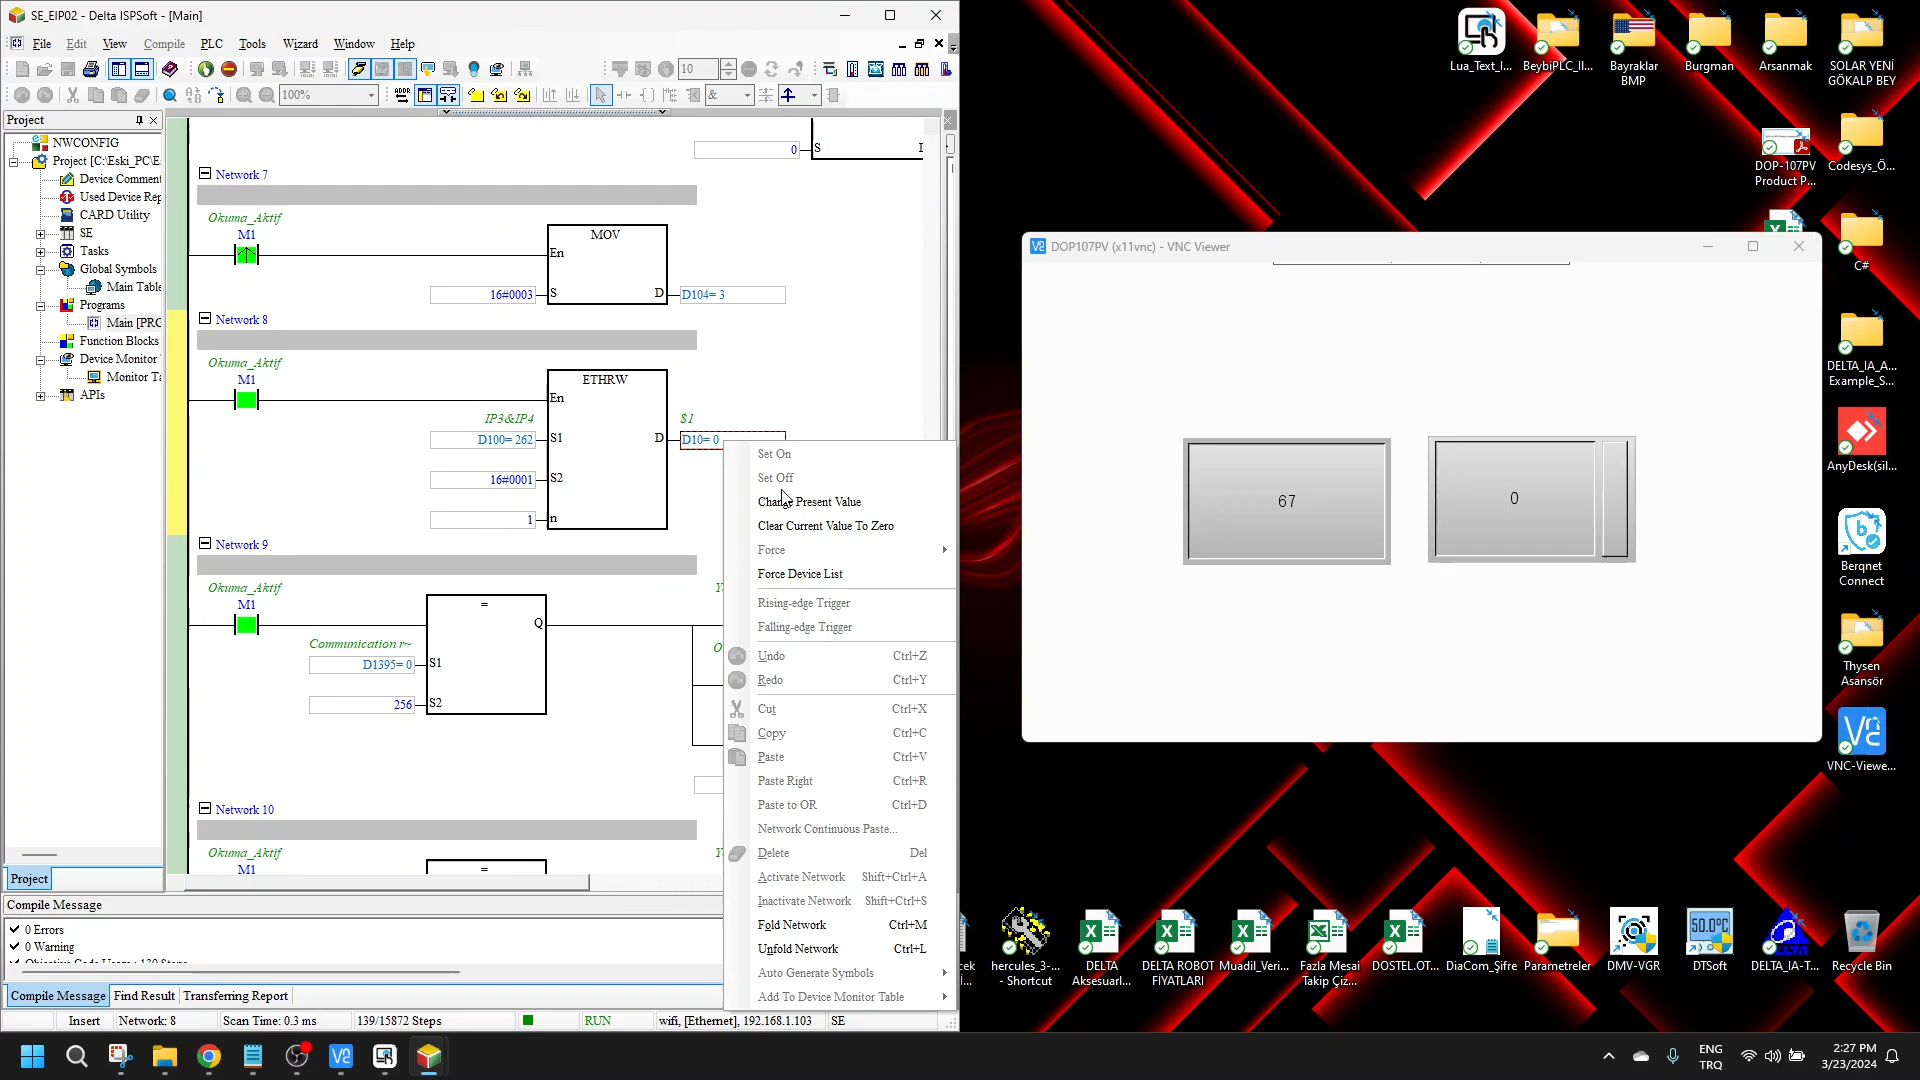 SE_EIP02 - Delta ISPSoft - [Main]
File Edit View Compile PLC Tools Wizard Window Help
10
100%
ADDR
&
Project
NWCONFIG
Project [C:\Eski_PC\E
Device Comment
Used Device Rep
CARD Utility
SE
Tasks
Global Symbols
Main Table
Programs
Main [PRG
Function Blocks
Device Monitor
Monitor Ta
APIs
Project
0 S
Network 7
Okuma_Aktif
M1
MOV
En
16#0003 S D D104= 3
Network 8
Okuma_Aktif
M1
ETHRW
En
IP3&IP4 $1
D100= 262 S1 D D10= 0
16#0001 S2
1 n
Network 9
Okuma_Aktif
M1
=
Q
Communication r~
D1395= 0 S1
256 S2
Network 10
Okuma_Aktif
M1
=
Set On
Set Off
Change Present Value
Clear Current Value To Zero
Force
Force Device List
Rising-edge Trigger
Falling-edge Trigger
Undo Ctrl+Z
Redo Ctrl+Y
Cut Ctrl+X
Copy Ctrl+C
Paste Ctrl+V
Paste Right Ctrl+R
Paste to OR Ctrl+D
Network Continuous Paste...
Delete Del
Activate Network Shift+Ctrl+A
Inactivate Network Shift+Ctrl+S
Fold Network Ctrl+M
Unfold Network Ctrl+L
Auto Generate Symbols
Add To Device Monitor Table
Compile Message
0 Errors
0 Warning
Compile Message Find Result Transferring Report
Insert Network: 8 Scan Time: 0.3 ms 139/15872 Steps RUN wifi, [Ethernet], 192.168.1.103 SE
DOP107PV (x11vnc) - VNC Viewer
67
0
Lua_Text_I...
BeybiPLC_Il...
Bayraklar
BMP
Burgman
Arsanmak
SOLAR YENİ
GÖKALP BEY
DOP-107PV
Product P...
Codesys_Ö...
C#
DELTA_IA_A...
Example_S...
AnyDesk(sil...
Berqnet
Connect
Thysen
Asansör
VNC-Viewe...
hercules_3-...
- Shortcut
DELTA
Aksesuarl...
DELTA ROBOT
FİYATLARI
Muadil_Veri...
Fazla Mesai
Takip Çiz...
DOSTEL.OT...
DiaCom_Şifre
Parametreler
DMV-VGR
50.0°C
DTSoft
DELTA_IA-T...
Recycle Bin
ENG
TRQ
2:27 PM
3/23/2024